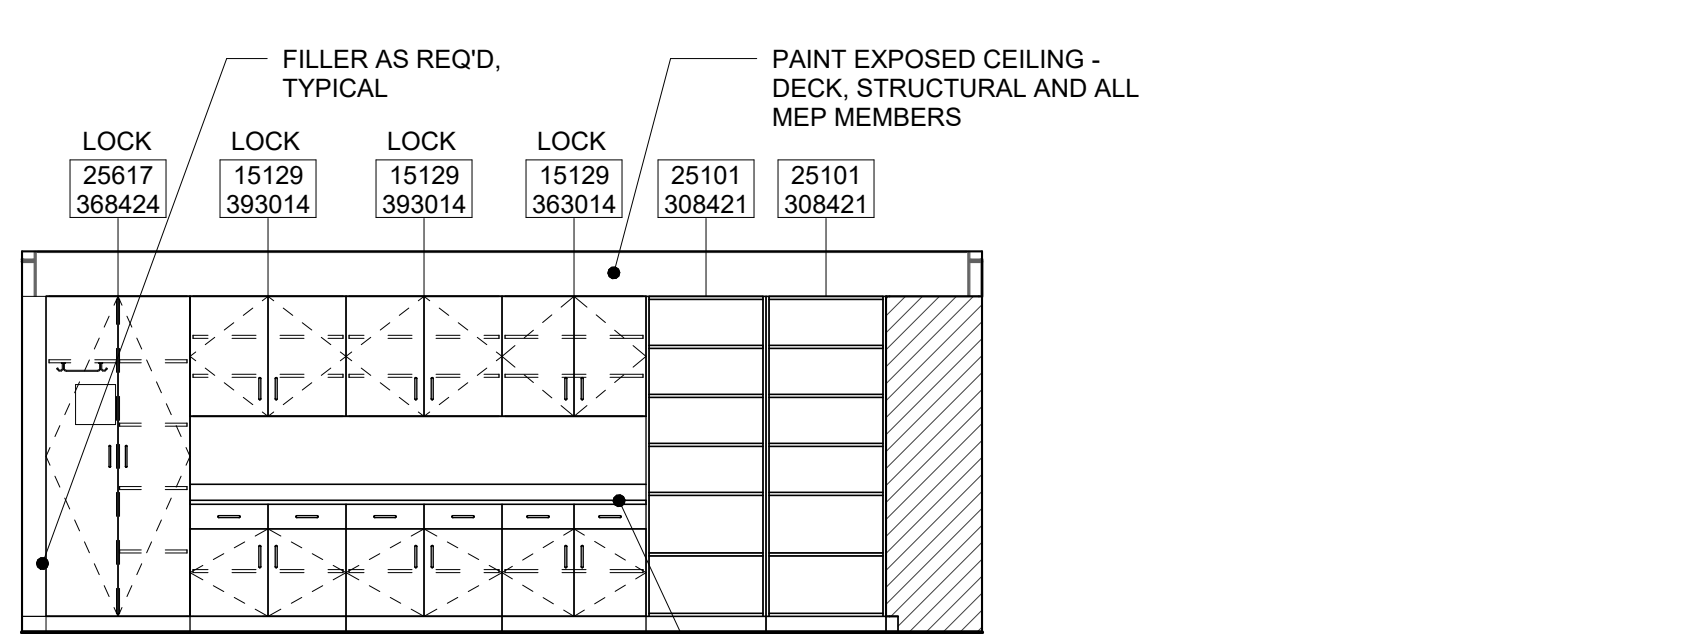 FILLER AS REQ'D,
TYPICAL
PAINT EXPOSED CEILING -
DECK, STRUCTURAL AND ALL
MEP MEMBERS
LOCK
25617
368424
LOCK
15129
393014
LOCK
15129
393014
LOCK
15129
363014
25101
308421
25101
308421